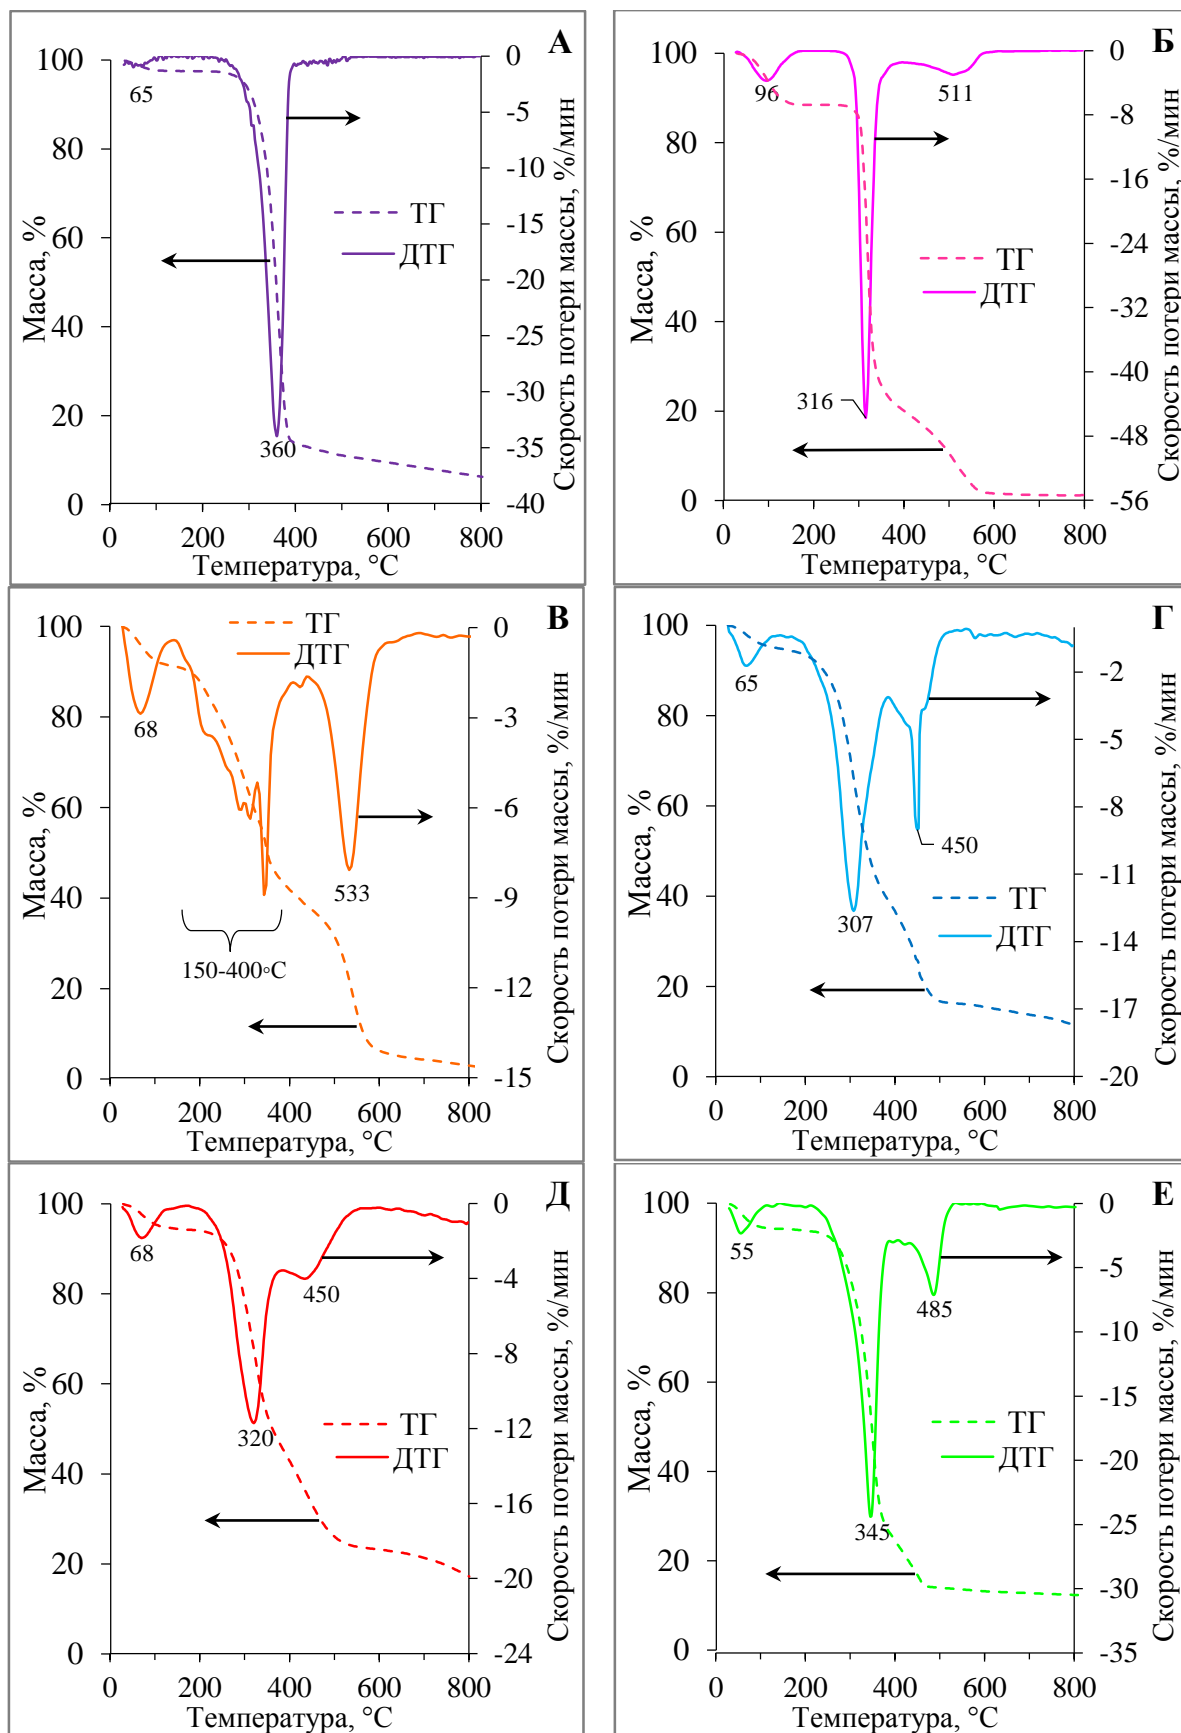 А
Масса, %
100
80
60
40
20
0
0 200 400 600 800
Температура, °С
0
-5
-10
-15
-20
-25
-30
-35
-40
Скорость потери массы, %/мин
65
360
ТГ
ДТГ
Б
Масса, %
100
80
60
40
20
0
0 200 400 600 800
Температура, °С
0
-8
-16
-24
-32
-40
-48
-56
Скорость потери массы, %/мин
96
511
316
ТГ
ДТГ
В
Масса, %
100
80
60
40
20
0
0 200 400 600 800
Температура, °С
0
-3
-6
-9
-12
-15
Скорость потери массы, %/мин
ТГ
ДТГ
68
533
150-400°С
Г
Масса, %
100
80
60
40
20
0
0 200 400 600 800
Температура, °С
-2
-5
-8
-11
-14
-17
-20
Скорость потери массы, %/мин
65
450
307
ТГ
ДТГ
Д
Масса, %
100
80
60
40
20
0
0 200 400 600 800
Температура, °С
0
-4
-8
-12
-16
-20
-24
Скорость потери массы, %/мин
68
450
320
ТГ
ДТГ
Е
Масса, %
100
80
60
40
20
0
0 200 400 600 800
Температура, °С
0
-5
-10
-15
-20
-25
-30
-35
Скорость потери массы, %/мин
55
485
345
ТГ
ДТГ